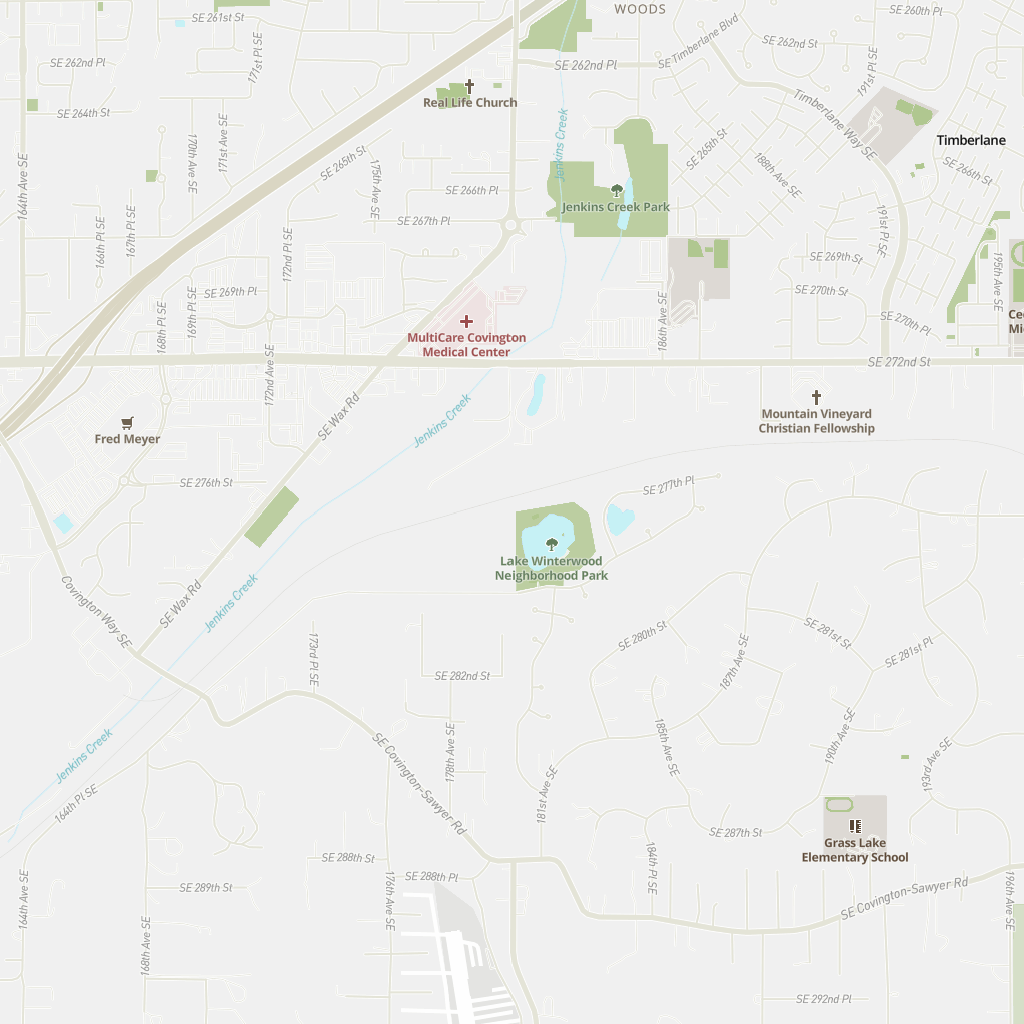 WOODS
SE 261st St
SE 260th Pl
SE Timberlane Blvd
SE 262nd St
SE 262nd Pl
SE 262nd Pl
171st Pl SE
191st Pl SE
Real Life Church
SE 264th St
Timberlane Way SE
Timberlane
Jenkins Creek
170th Ave SE
171st Ave SE
SE 265th St
SE 265th St
175th Ave SE
188th Ave SE
SE 266th St
164th Ave SE
SE 266th Pl
Jenkins Creek Park
SE 267th Pl
166th Pl SE
167th Pl SE
172nd Pl SE
191st Pl SE
SE 269th St
195th Ave SE
SE 269th Pl
SE 270th St
168th Pl SE
169th Pl SE
186th Ave SE
SE 270th Pl
Ce
Mi
MultiCare Covington
Medical Center
SE 272nd St
172nd Ave SE
SE Wax Rd
Jenkins Creek
Mountain Vineyard
Christian Fellowship
Fred Meyer
SE 276th St
SE 277th Pl
Lake Winterwood
Neighborhood Park
Covington Way SE
SE Wax Rd
Jenkins Creek
173rd Pl SE
SE 280th St
SE 281st St
SE 281st Pl
187th Ave SE
SE 282nd St
178th Ave SE
185th Ave SE
190th Ave SE
Jenkins Creek
SE Covington-Sawyer Rd
164th Pl SE
181st Ave SE
193rd Ave SE
SE 287th St
Grass Lake
Elementary School
SE 288th St
184th Pl SE
SE 288th Pl
SE 289th St
164th Ave SE
176th Ave SE
196th Ave SE
SE Covington-Sawyer Rd
168th Ave SE
SE 292nd Pl